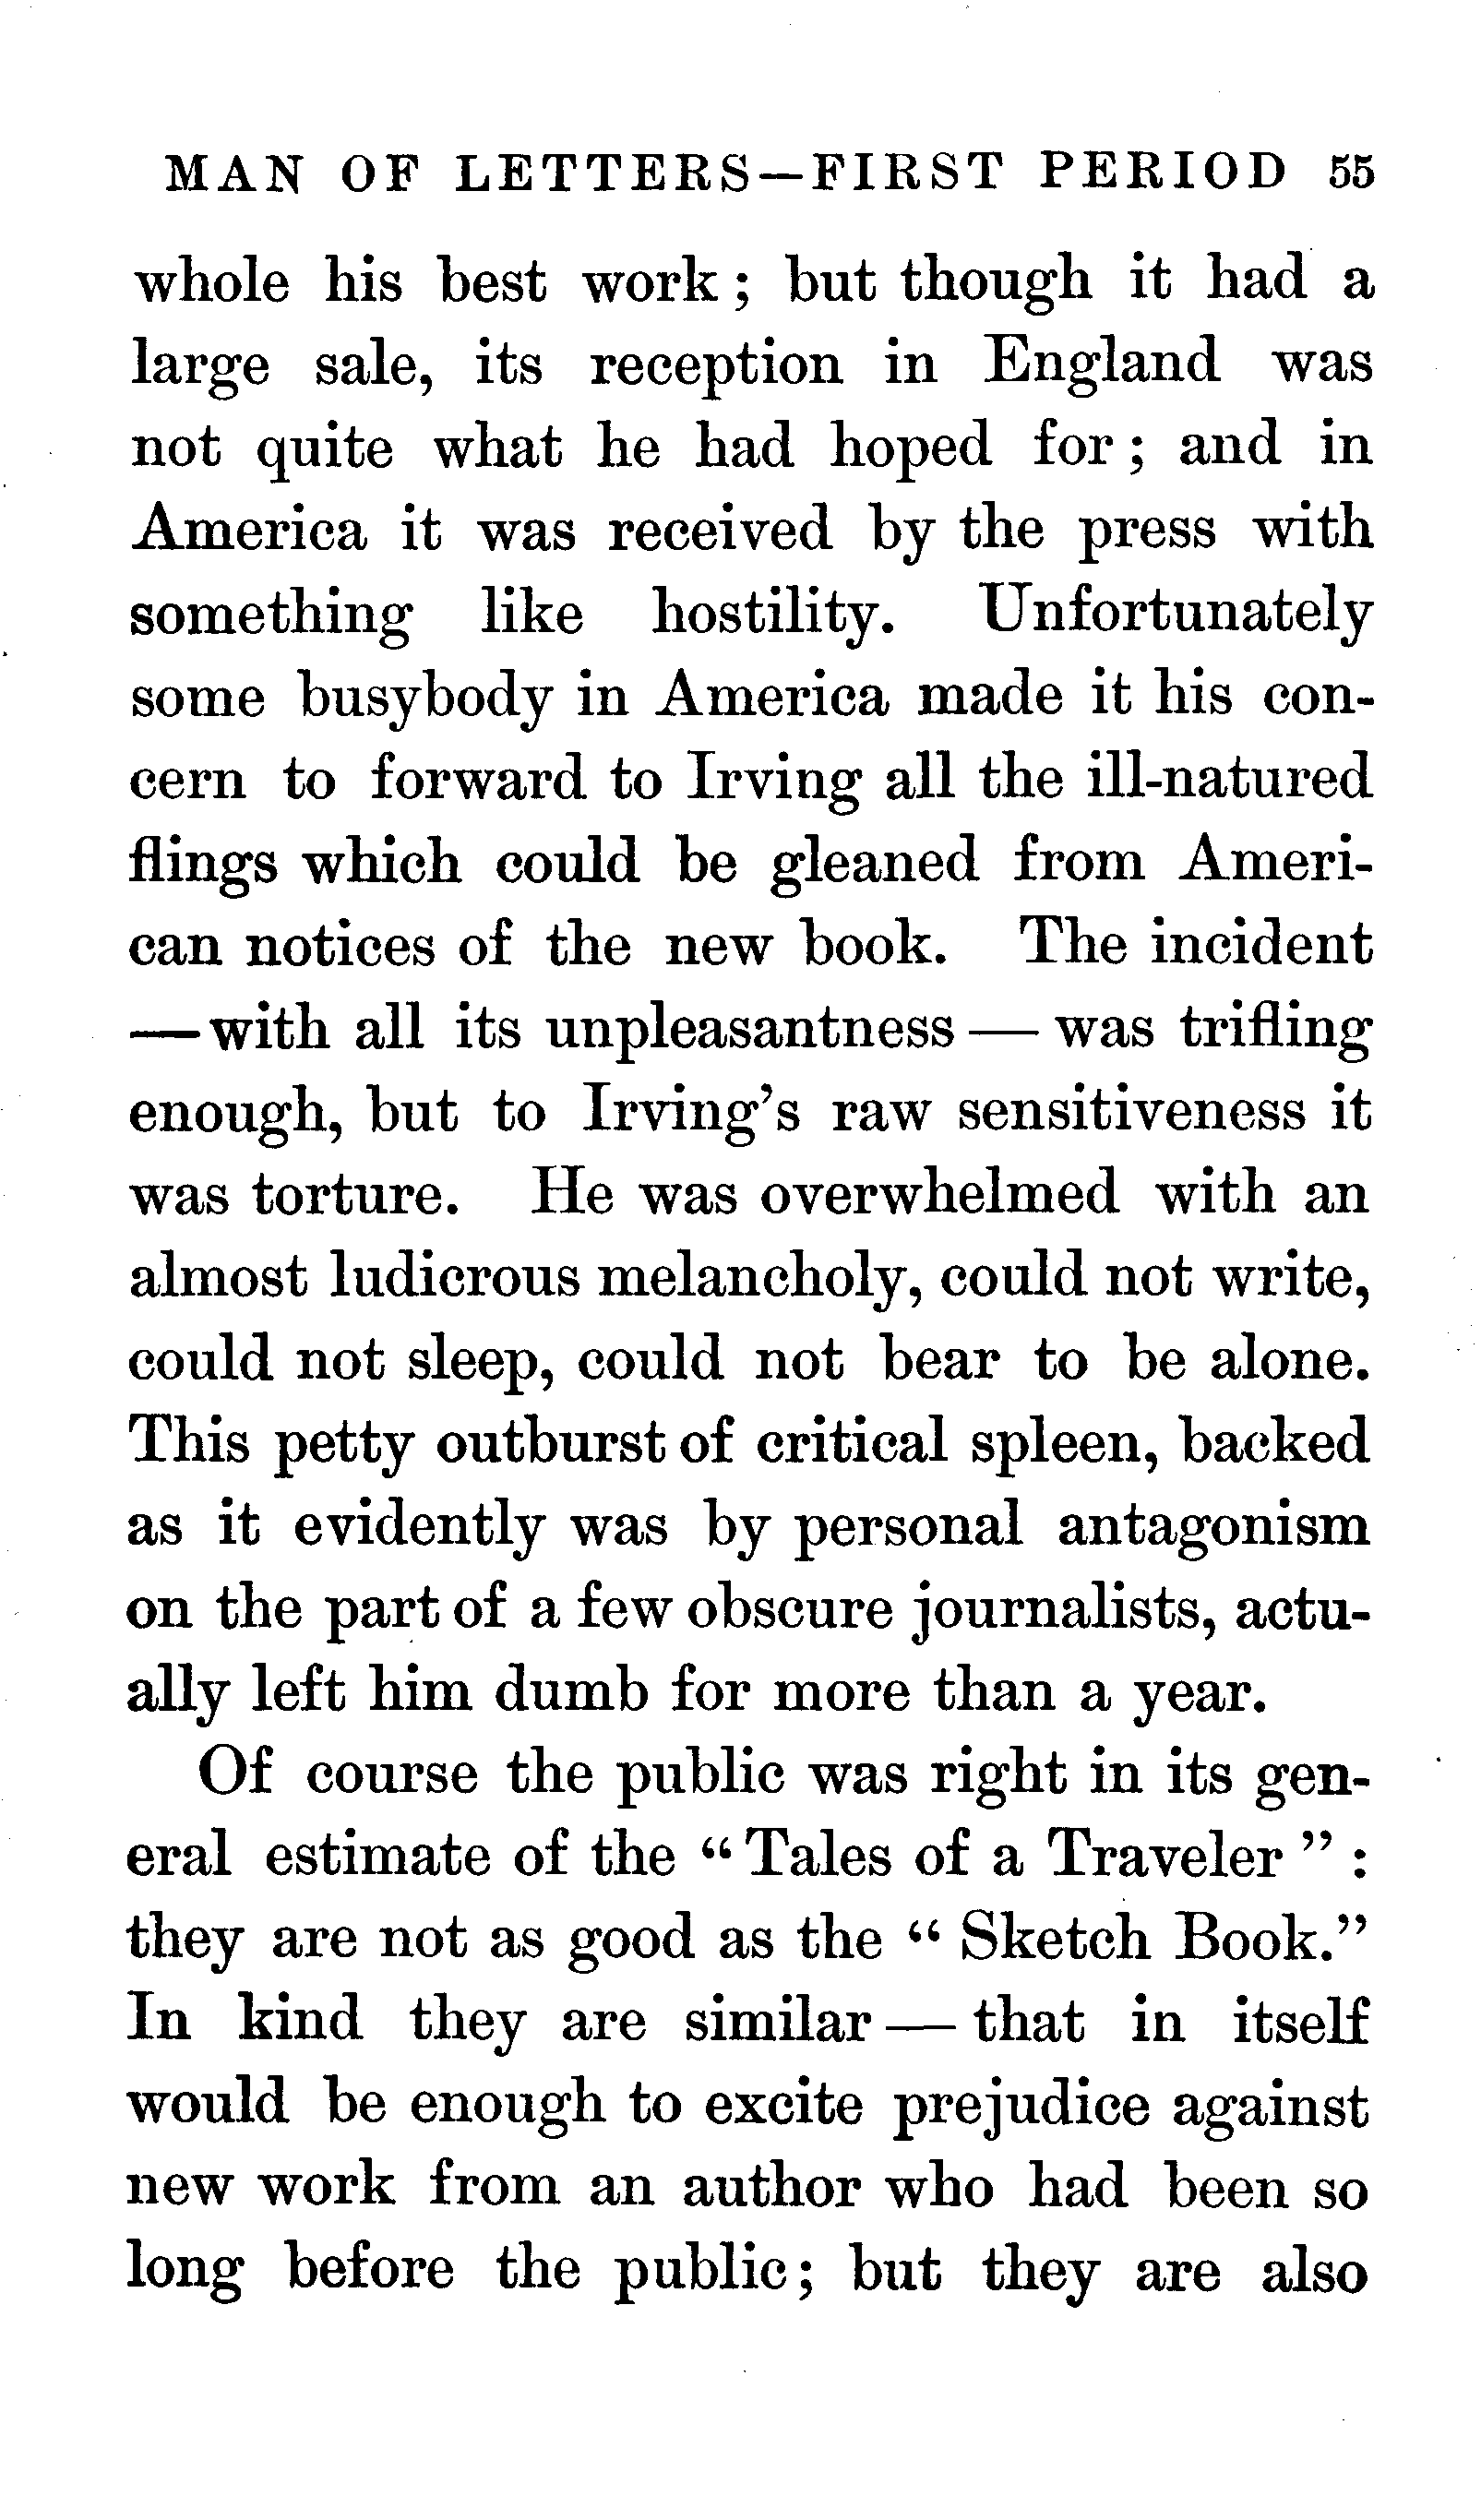 MAN OF LETTERS—FIRST PERIOD 55
whole his best work; but though it had a
large sale, its reception in England was
not quite what he had hoped for; and in
America it was received by the press with
something like hostility. Unfortunately
some busybody in America made it his con-
cern to forward to Irving all the ill-natured
flings which could be gleaned from Ameri-
can notices of the new book. The incident
—with all its unpleasantness — was trifling
enough, but to Irving's raw sensitiveness it
was torture. He was overwhelmed with an
almost ludicrous melancholy, could not write,
could not sleep, could not bear to be alone.
This petty outburst of critical spleen, backed
as it evidently was by personal antagonism
on the part of a few obscure journalists, actu-
ally left him dumb for more than a year.
Of course the public was right in its gen-
eral estimate of the “Tales of a Traveler”:
they are not as good as the “Sketch Book.”
In kind they are similar — that in itself
would be enough to excite prejudice against
new work from an author who had been so
long before the public; but they are also